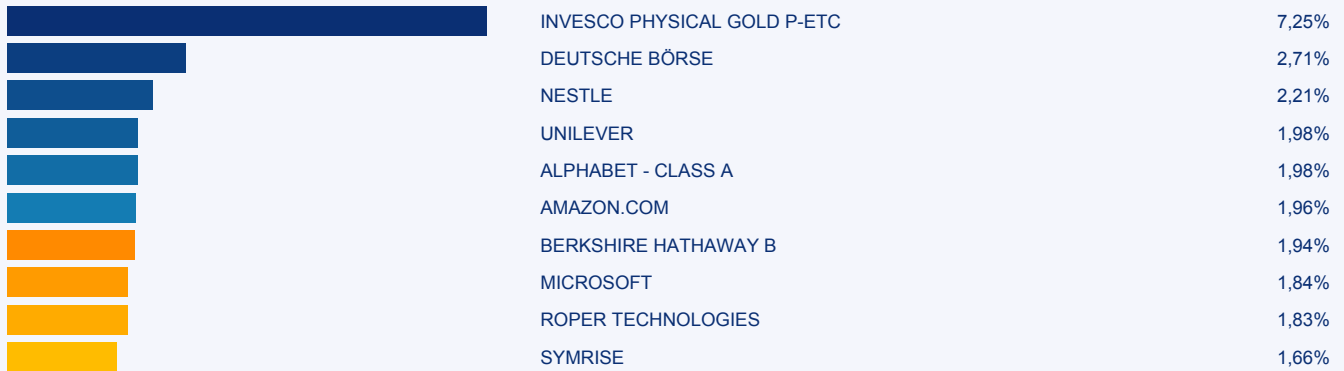 INVESCO PHYSICAL GOLD P-ETC 7,25%
DEUTSCHE BÖRSE 2,71%
NESTLE 2,21%
UNILEVER 1,98%
ALPHABET - CLASS A 1,98%
AMAZON.COM 1,96%
BERKSHIRE HATHAWAY B 1,94%
MICROSOFT 1,84%
ROPER TECHNOLOGIES 1,83%
SYMRISE 1,66%